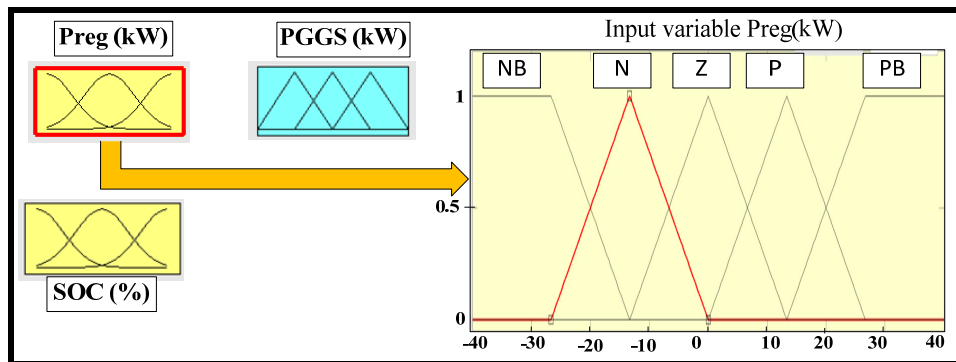 Preg (kW)
PGGS (kW)
SOC (%)
Input variable Preg(kW)
NB N Z P PB
1
0.5
0
-40 -30 -20 -10 0 10 20 30 40